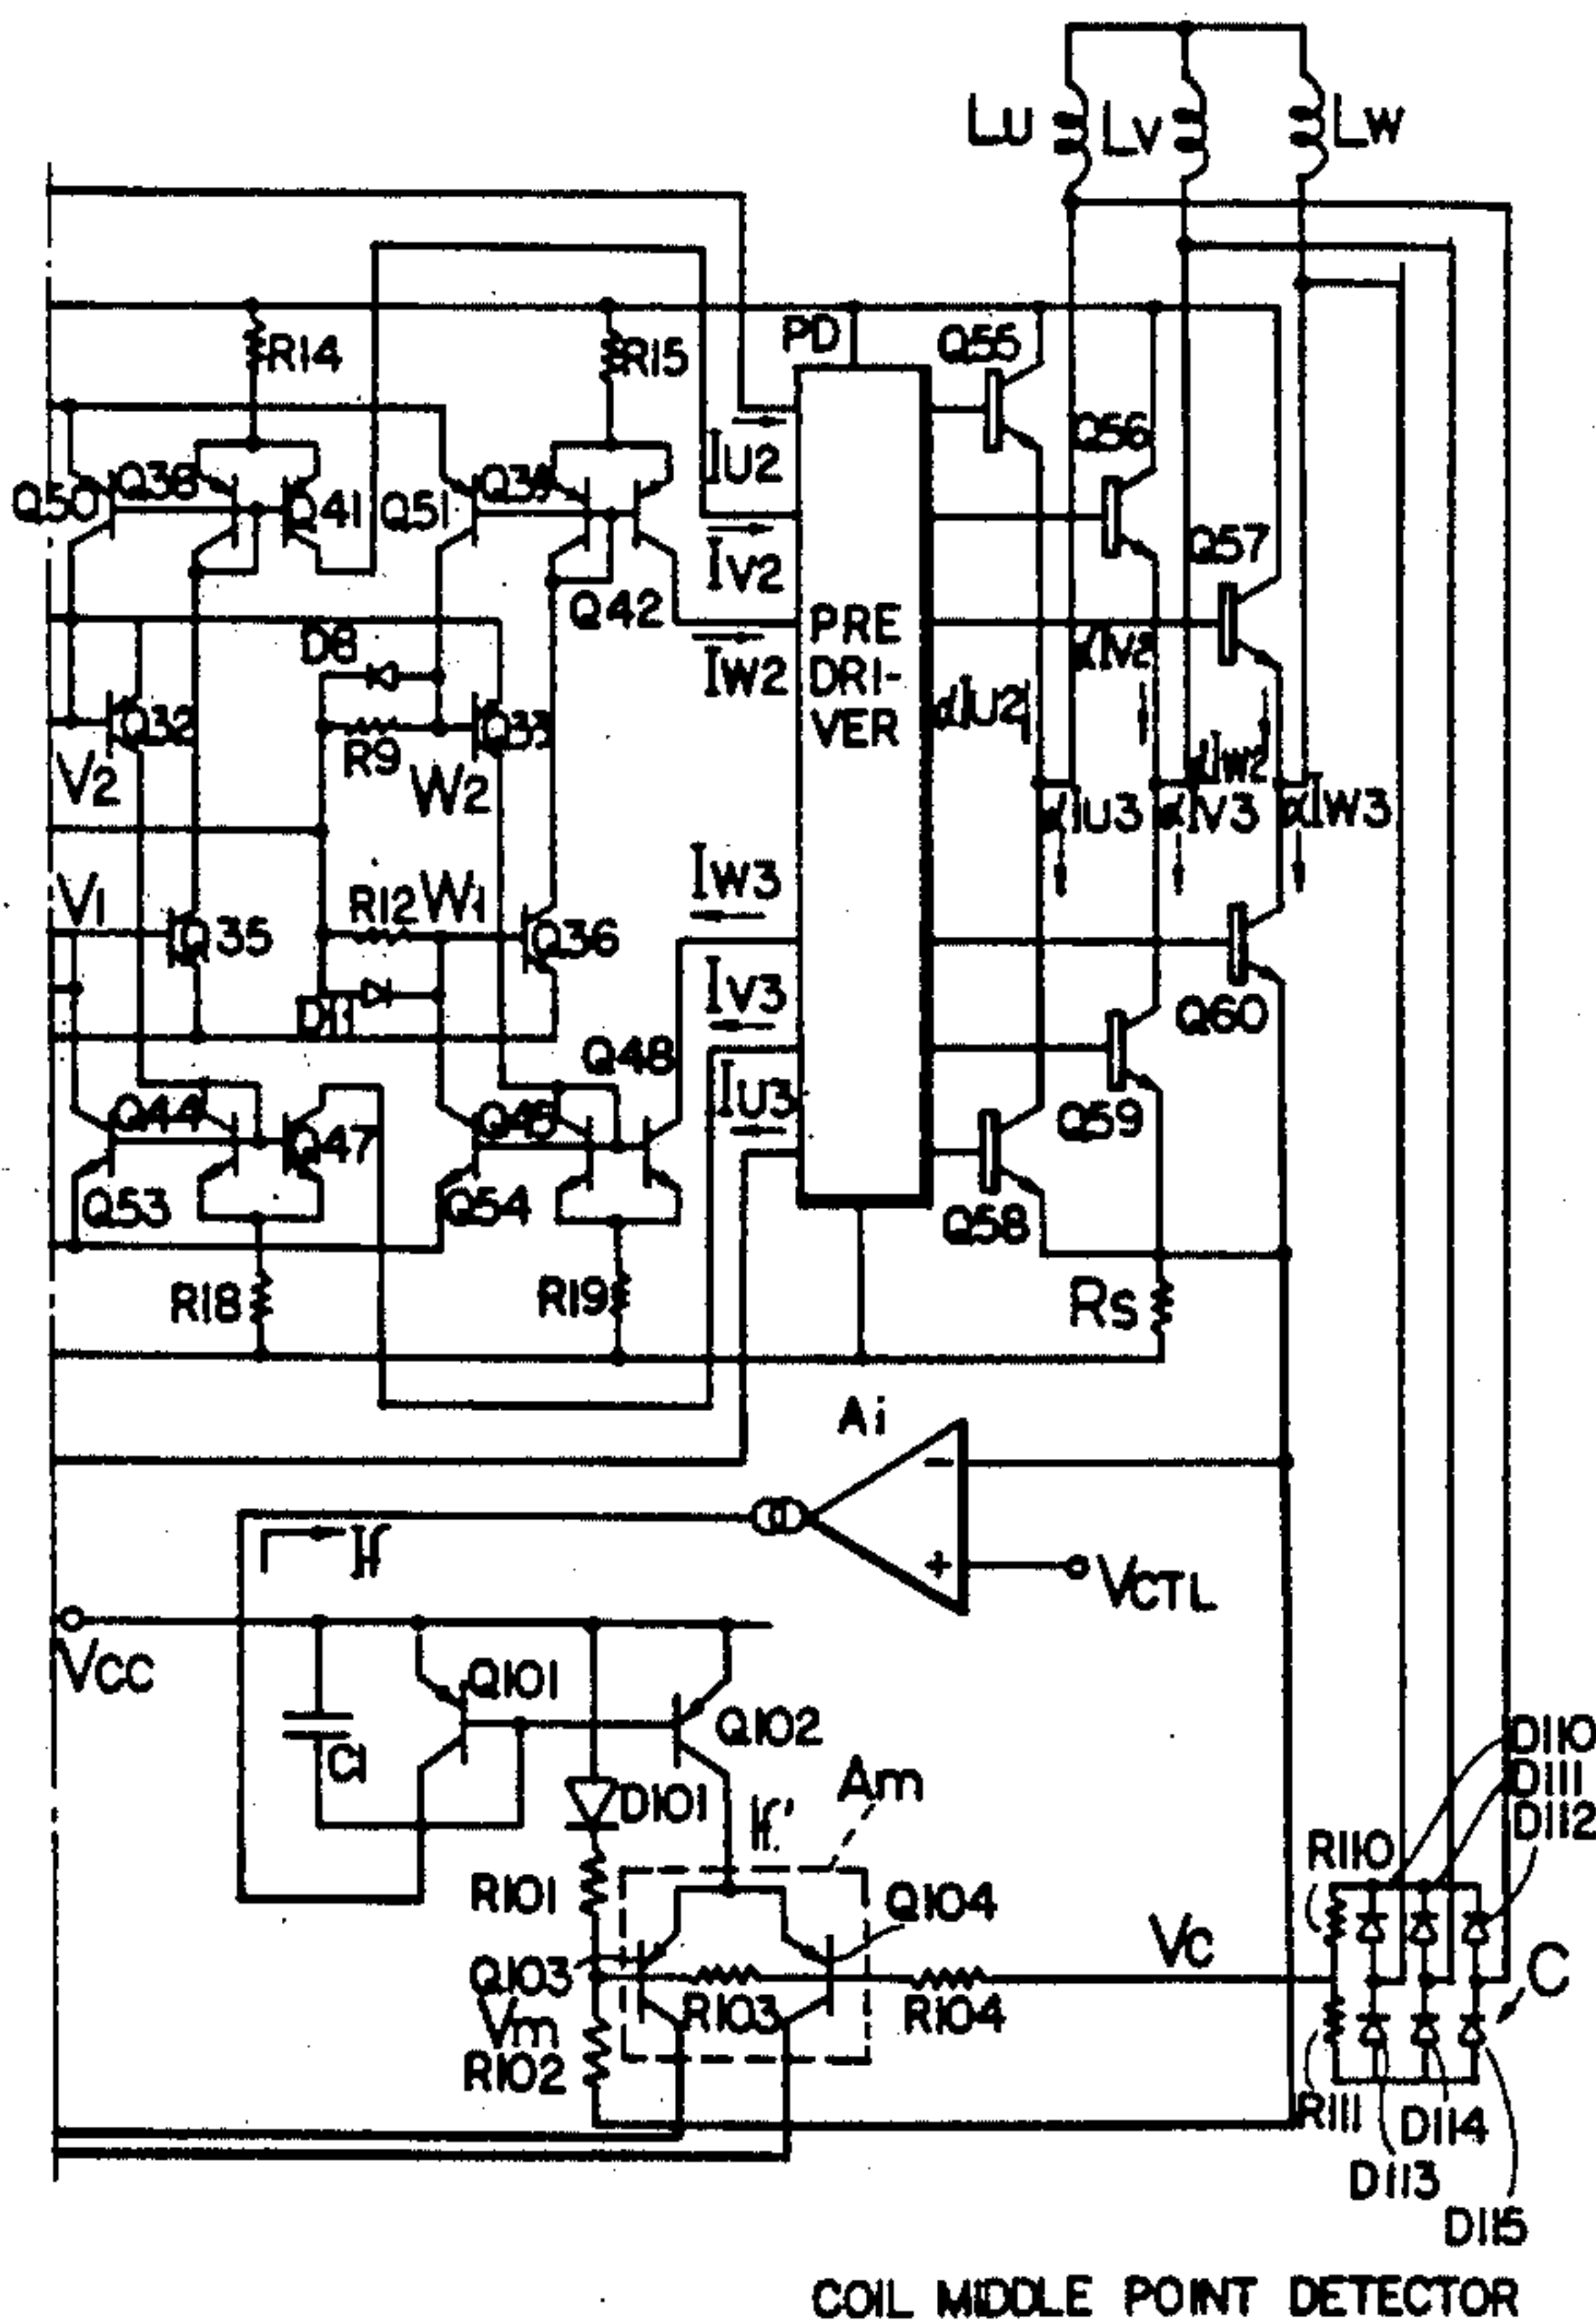 LU
LV
LW
R14
R15
PD
Q55
Q50
Q38
Q41
Q51
Q39
IU2
Q56
IV2
Q57
Q42
D8
IW2
PRE
DRI-
VER
αIV2
Q32
R9
Q33
αIU2
αIW2
V2
W2
αIU3
αIV3
αIW3
V1
R12
W1
IW3
Q35
Q36
D11
IV3
Q60
Q48
IU3
Q44
Q47
Q45
Q59
Q53
Q54
Q58
R18
R19
RS
Ai
-
If
+
VCTL
VCC
Q101
Q102
C1
D101
If'
Am
D110
D111
D112
R110
R101
Q104
VC
C
Q103
R103
R104
Vm
R102
R111
D114
D113
D115
COIL MIDDLE POINT DETECTOR